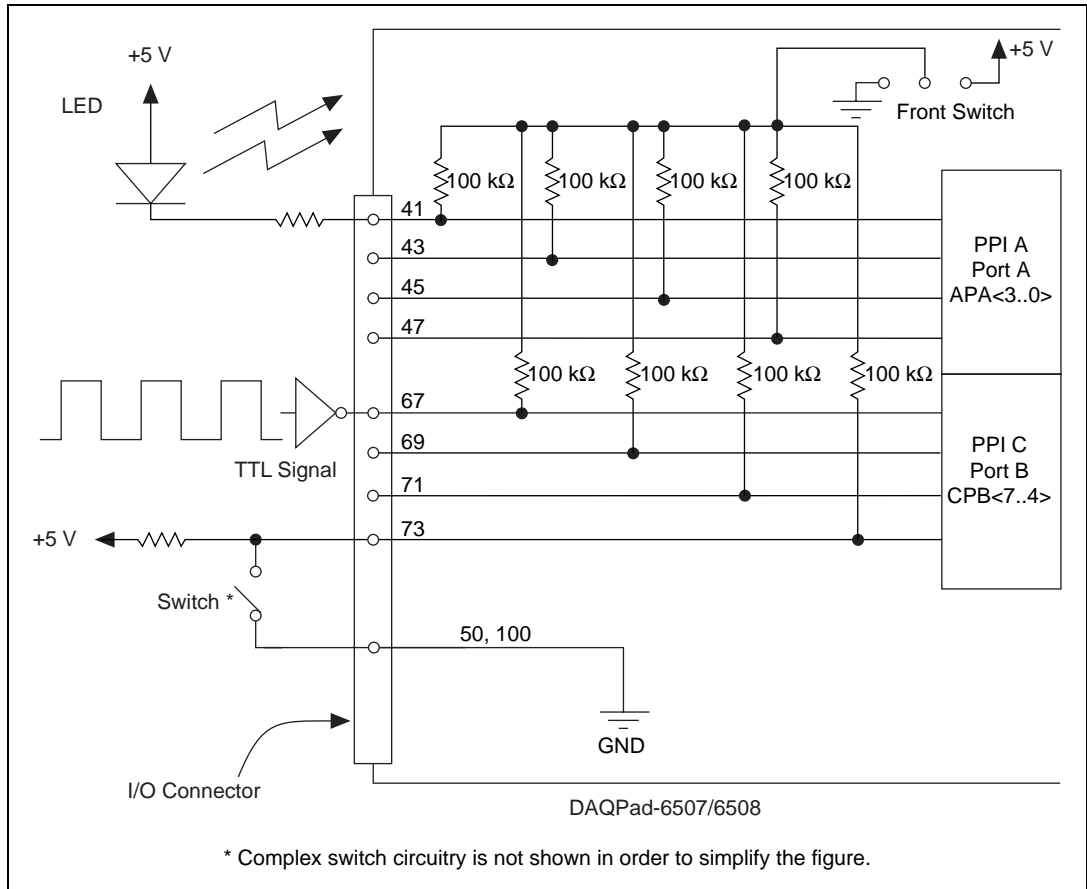 +5 V
+5 V
LED
Front Switch
100 kΩ
100 kΩ
100 kΩ
100 kΩ
41
43
45
47
PPI A
Port A
APA<3..0>
100 kΩ
100 kΩ
100 kΩ
100 kΩ
67
69
71
73
TTL Signal
PPI C
Port B
CPB<7..4>
+5 V
Switch *
50, 100
GND
I/O Connector
DAQPad-6507/6508
* Complex switch circuitry is not shown in order to simplify the figure.